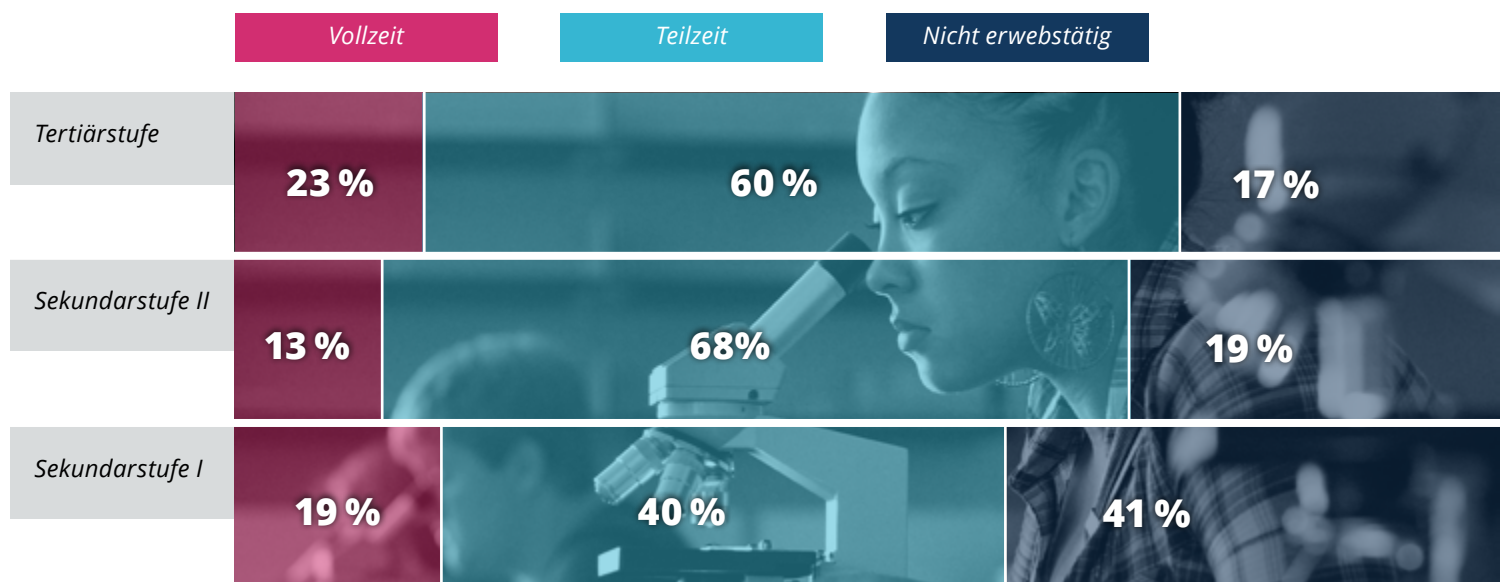 Vollzeit Teilzeit Nicht erwebstätig
Tertiärstufe
23 % 60 % 17 %
Sekundarstufe II
13 % 68% 19 %
Sekundarstufe I
19 % 40 % 41 %